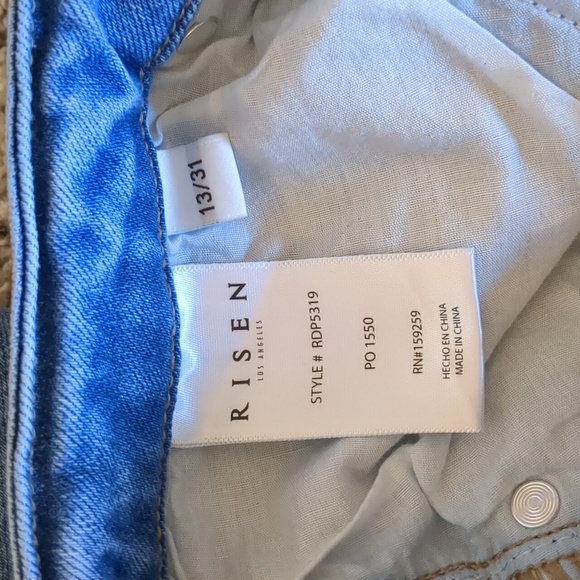 13/31
RISEN
LOS ANGELES
STYLE # RDP5319
PO 1550
RN#159259
HECHO EN CHINA
MADE IN CHINA